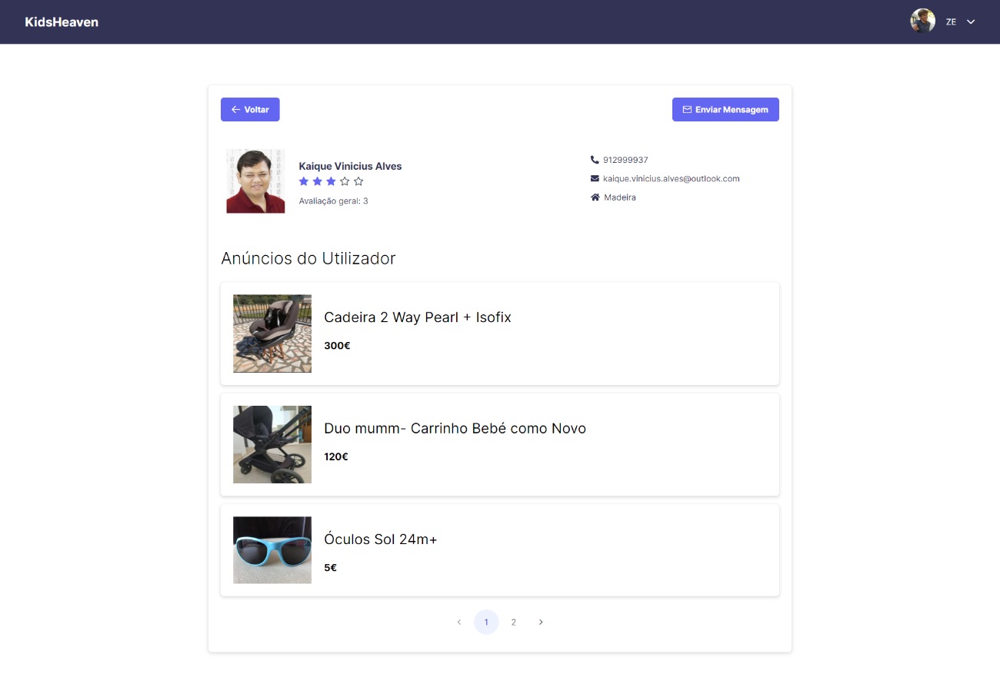 KidsHeaven
ZE
Voltar
Enviar Mensagem
Kaique Vinicius Alves
Avaliação geral: 3
912999937
kaique.vinicius.alves@outlook.com
Madeira
Anúncios do Utilizador
Cadeira 2 Way Pearl + Isofix
300€
Duo mumm- Carrinho Bebé como Novo
120€
Óculos Sol 24m+
5€
1 2